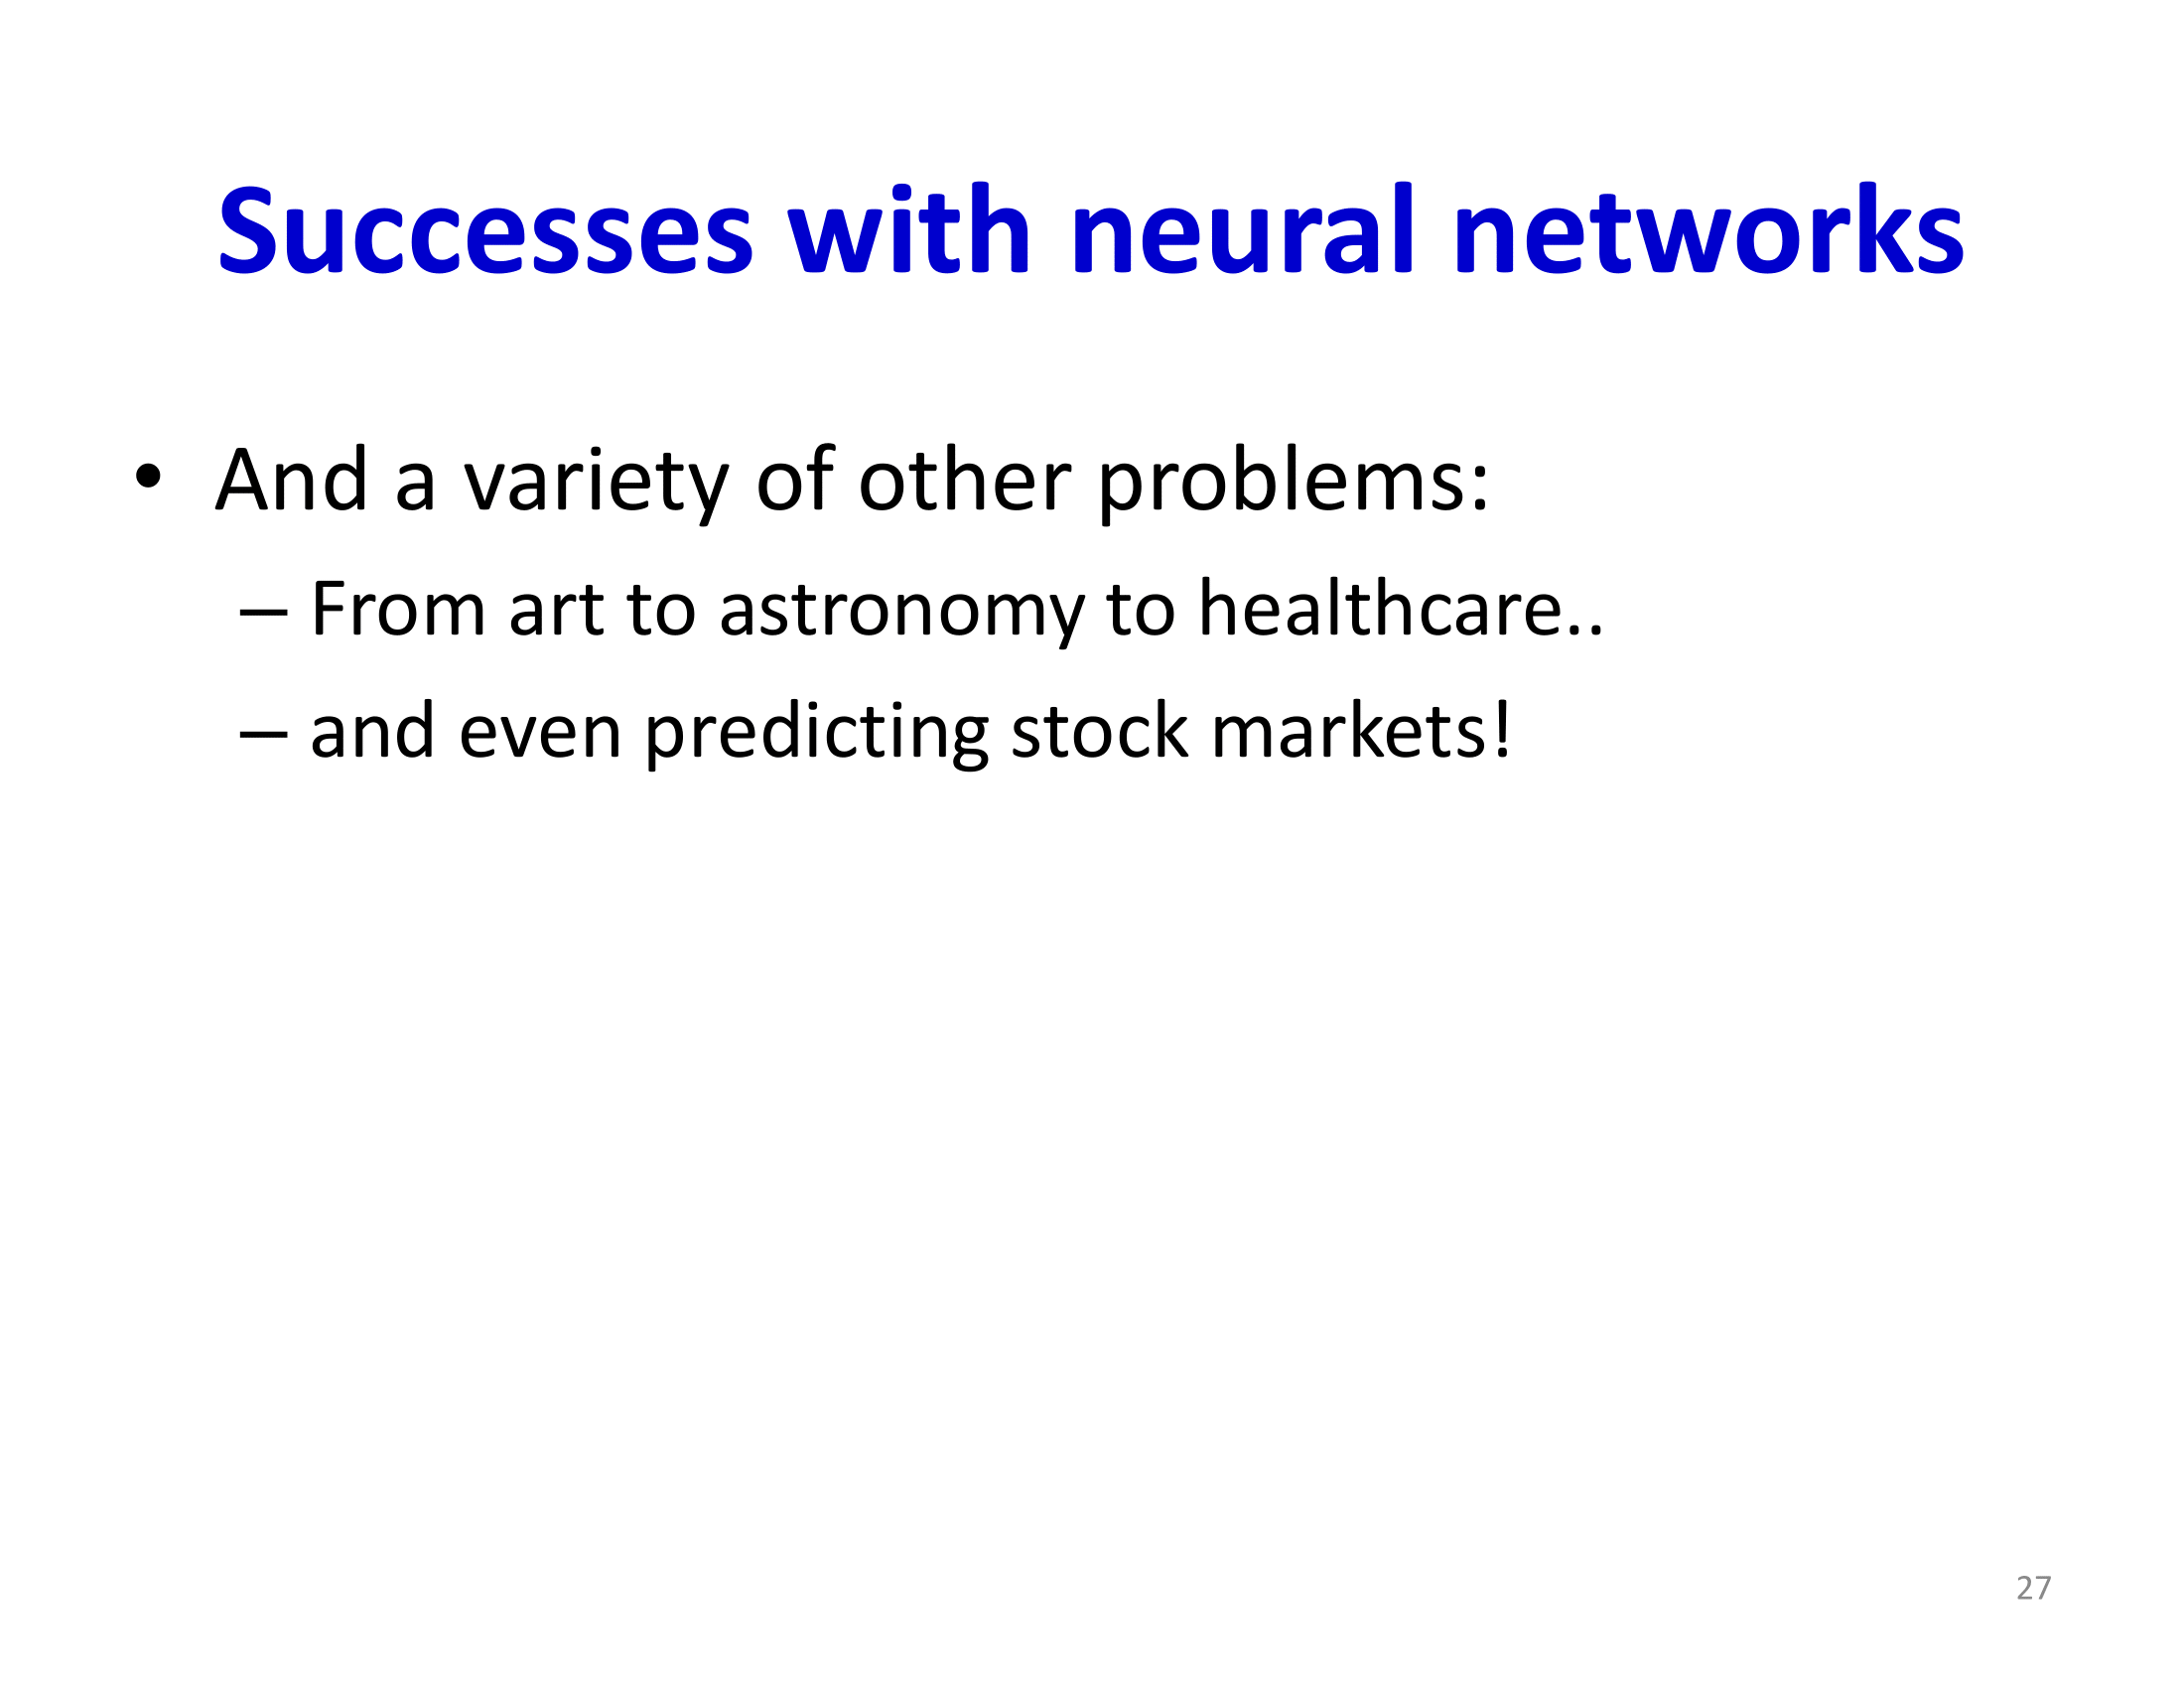 Successes with neural networks
• And a variety of other problems:
– From art to astronomy to healthcare..
– and even predicting stock markets!
27